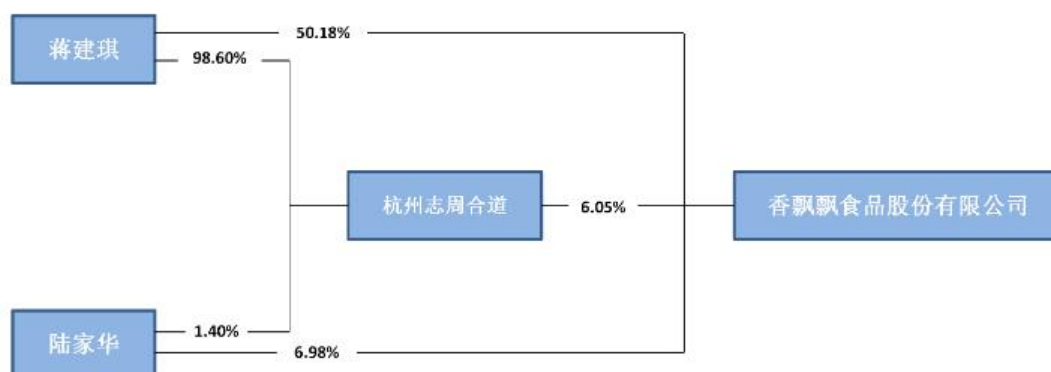 蒋建琪
50.18%
98.60%
杭州志周合道
6.05%
香飘飘食品股份有限公司
陆家华
1.40%
6.98%